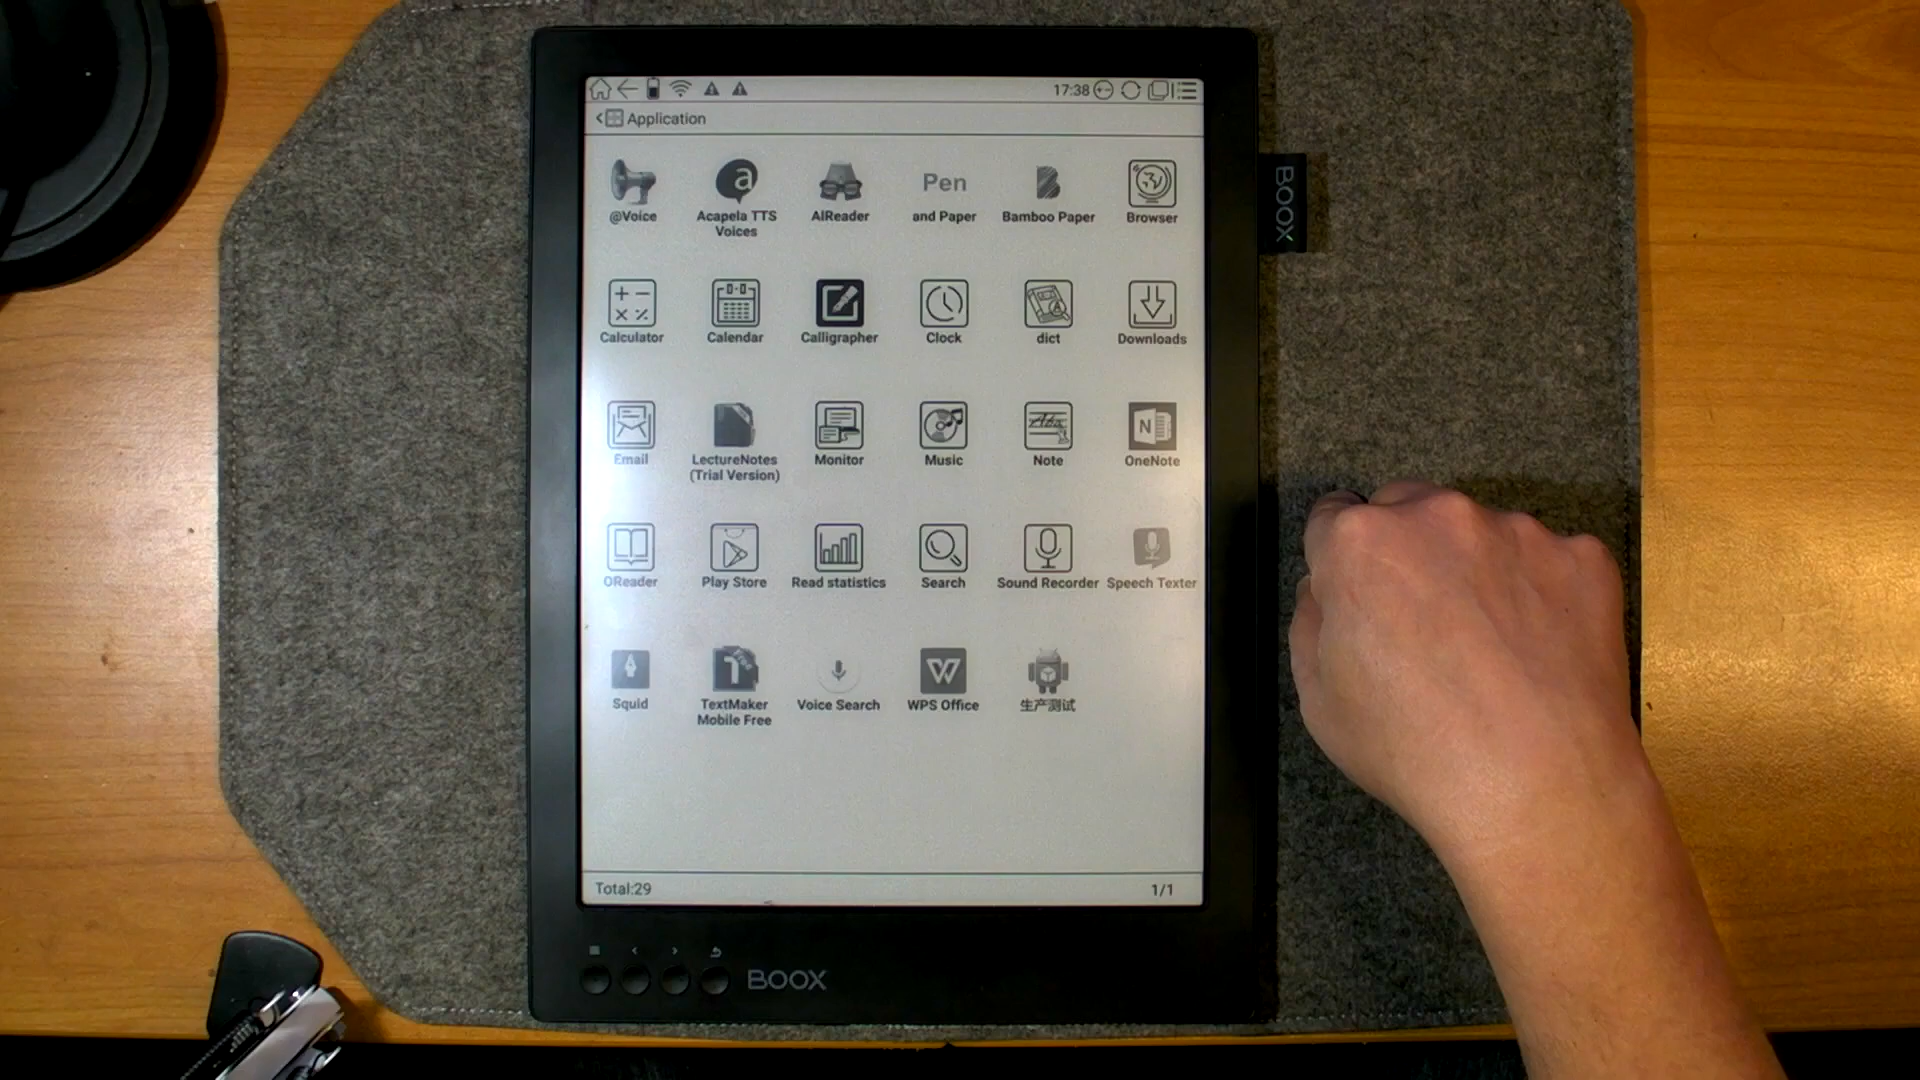 17:38
Application
Pen
@Voice
Acapela TTS Voices
AlReader
and Paper
Bamboo Paper
Browser
Calculator
Calendar
Calligrapher
Clock
dict
Downloads
Email
LectureNotes (Trial Version)
Monitor
Music
Note
OneNote
OReader
Play Store
Read statistics
Search
Sound Recorder
Speech Texter
Squid
TextMaker Mobile Free
Voice Search
WPS Office
生产测试
Total:29
1/1
BOOX
BOOX